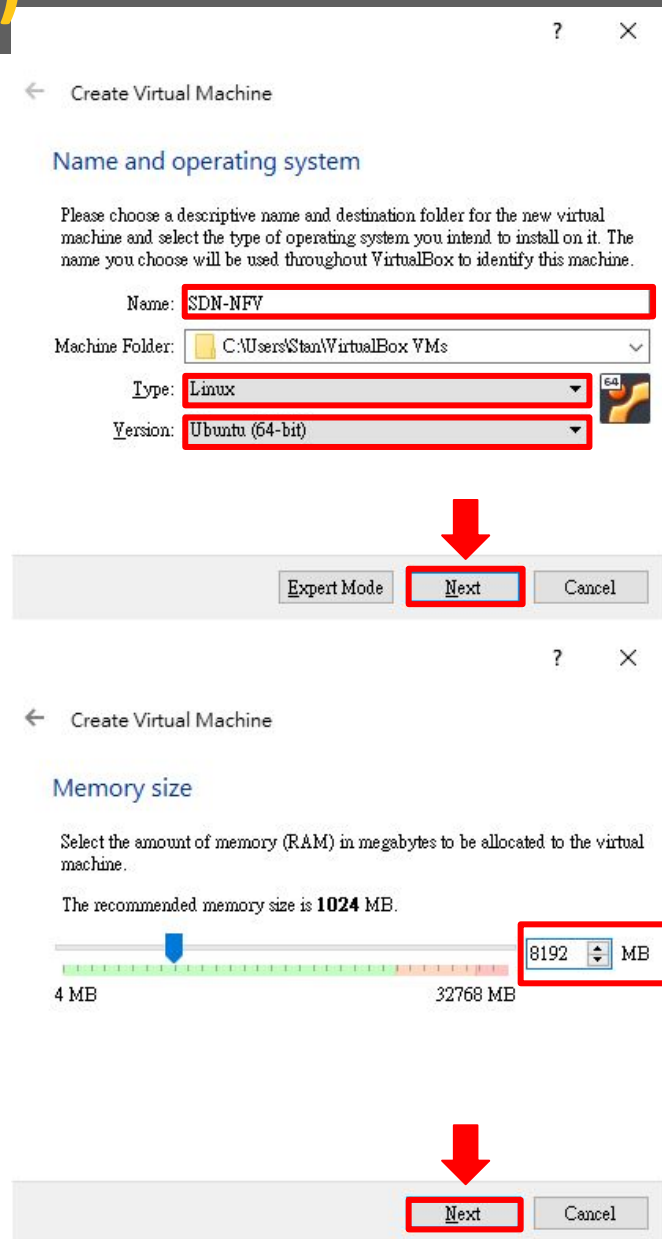 ?
Create Virtual Machine
Name and operating system
Please choose a descriptive name and destination folder for the new virtual
machine and select the type of operating system you intend to install on it. The
name you choose will be used throughout VirtualBox to identify this machine.
Name: SDN-NFV
Machine Folder: C:\Users\Stan\VirtualBox VMs
Type: Linux
64
Version: Ubuntu (64-bit)
Expert Mode Next Cancel
?
Create Virtual Machine
Memory size
Select the amount of memory (RAM) in megabytes to be allocated to the virtual
machine.
The recommended memory size is 1024 MB.
8192 MB
4 MB 32768 MB
Next Cancel